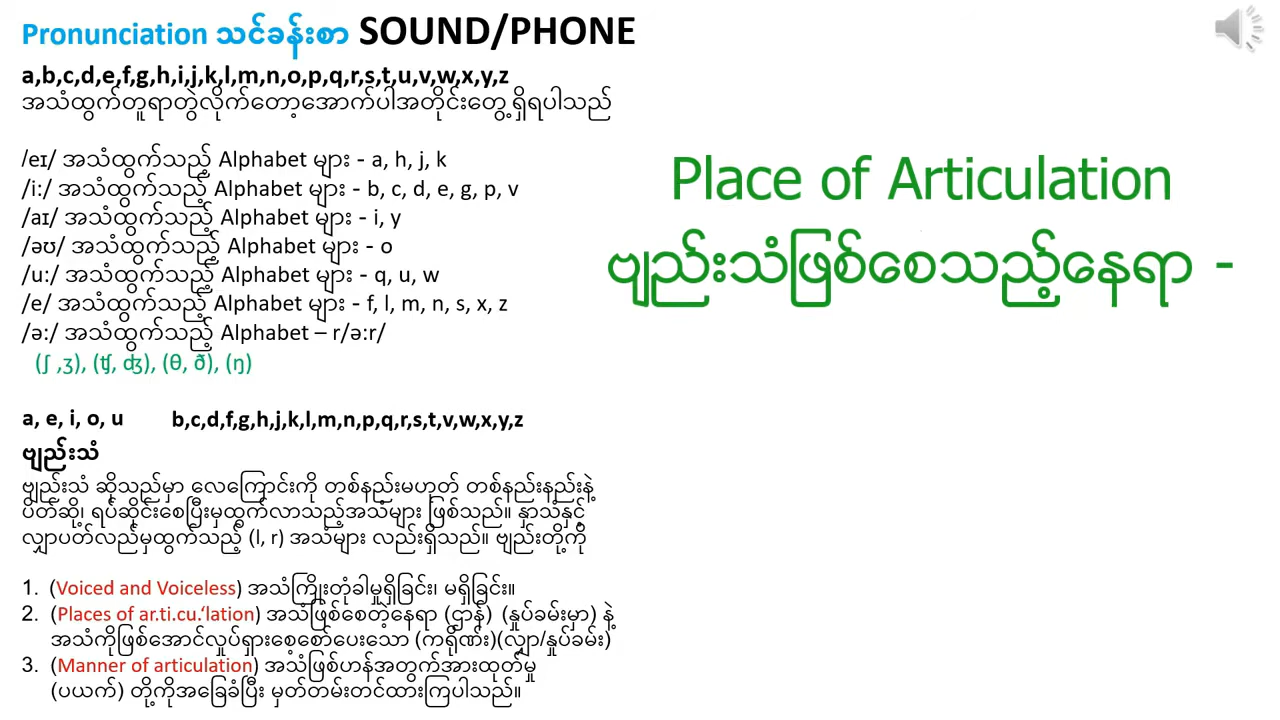 Pronunciation သင်ခန်းစာ SOUND/PHONE
a,b,c,d,e,f,g,h,i,j,k,l,m,n,o,p,q,r,s,t,u,v,w,x,y,z
အသံထွက်တူရာတွဲလိုက်တော့အောက်ပါအတိုင်းတွေ့ရှိရပါသည်
/eɪ/ အသံထွက်သည့် Alphabet များ - a, h, j, k
/i:/ အသံထွက်သည့် Alphabet များ - b, c, d, e, g, p, v
/aɪ/ အသံထွက်သည့် Alphabet များ - i, y
/əʊ/ အသံထွက်သည့် Alphabet များ - o
/u:/ အသံထွက်သည့် Alphabet များ - q, u, w
/e/ အသံထွက်သည့် Alphabet များ - f, l, m, n, s, x, z
/ə:/ အသံထွက်သည့် Alphabet – r/ə:r/
(ʃ ,ʒ), (ʧ, ʤ), (θ, ð), (ŋ)
a, e, i, o, u b,c,d,f,g,h,j,k,l,m,n,p,q,r,s,t,v,w,x,y,z
ဗျည်းသံ
ဗျည်းသံ ဆိုသည်မှာ လေကြောင်းကို တစ်နည်းမဟုတ် တစ်နည်းနည်းနဲ့
ပိတ်ဆို့၊ ရပ်ဆိုင်းစေပြီးမှထွက်လာသည့်အသံများ ဖြစ်သည်။ နှာသံနှင့်
လျှာပတ်လည်မှထွက်သည့် (l, r) အသံများ လည်းရှိသည်။ ဗျည်းတို့ကို
1. (Voiced and Voiceless) အသံကြိုးတုံခါမှုရှိခြင်း၊ မရှိခြင်း။
2. (Places of ar.ti.cu.‘lation) အသံဖြစ်စေတဲ့နေရာ (ဌာန်) (နှုပ်ခမ်းမှာ) နဲ့
အသံကိုဖြစ်အောင်လှုပ်ရှားစေ့စော်ပေးသော (ကရိုဏ်း)(လျှာ/နှုပ်ခမ်း)
3. (Manner of articulation) အသံဖြစ်ဟန်အတွက်အားထုတ်မှု
(ပယက်) တို့ကိုအခြေခံပြီး မှတ်တမ်းတင်ထားကြပါသည်။
Place of Articulation
ဗျည်းသံဖြစ်စေသည့်နေရာ -